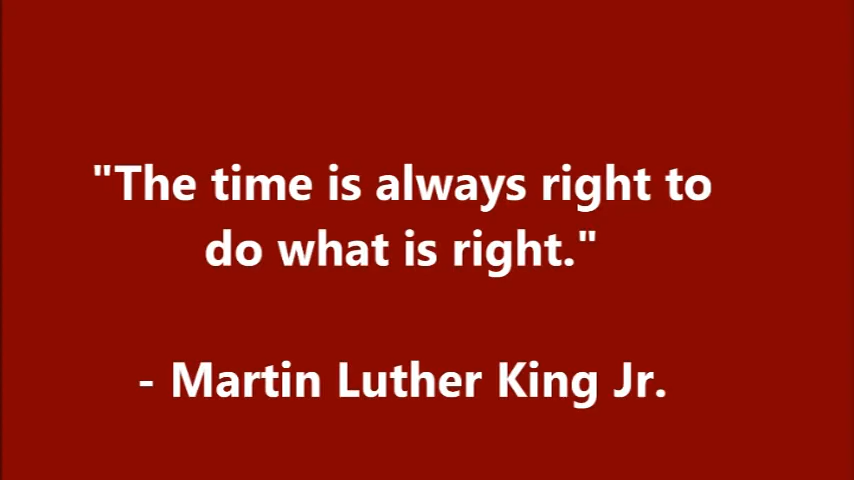 "The time is always right to
do what is right."
- Martin Luther King Jr.